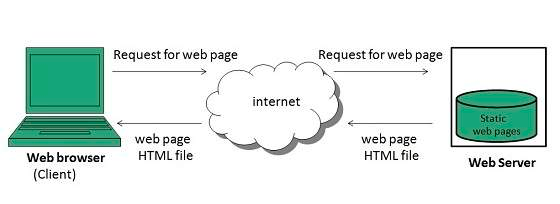 Request for web page
Request for web page
internet
Static
web pages
web page
HTML file
web page
HTML file
Web browser
(Client)
Web Server